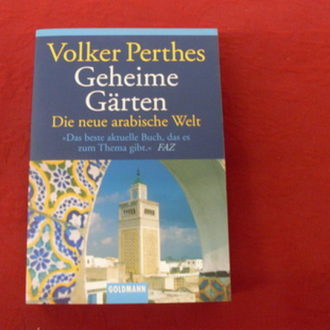 Volker Perthes
Geheime
Gärten
Die neue arabische Welt
»Das beste aktuelle Buch, das es
zum Thema gibt.« FAZ
GOLDMANN